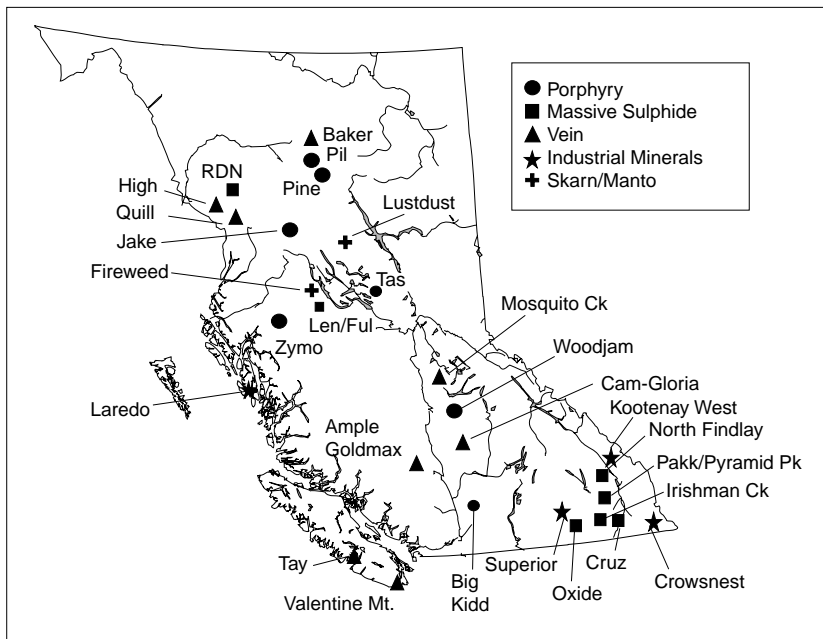 Porphyry
Massive Sulphide
Vein
Industrial Minerals
Skarn/Manto
Baker
Pil
Pine
RDN
High
Quill
Jake
Lustdust
Fireweed
Tas
Len/Ful
Zymo
Mosquito Ck
Woodjam
Cam-Gloria
Laredo
Kootenay West
North Findlay
Ample
Goldmax
Pakk/Pyramid Pk
Irishman Ck
Tay
Valentine Mt.
Big
Kidd
Superior
Oxide
Cruz
Crowsnest